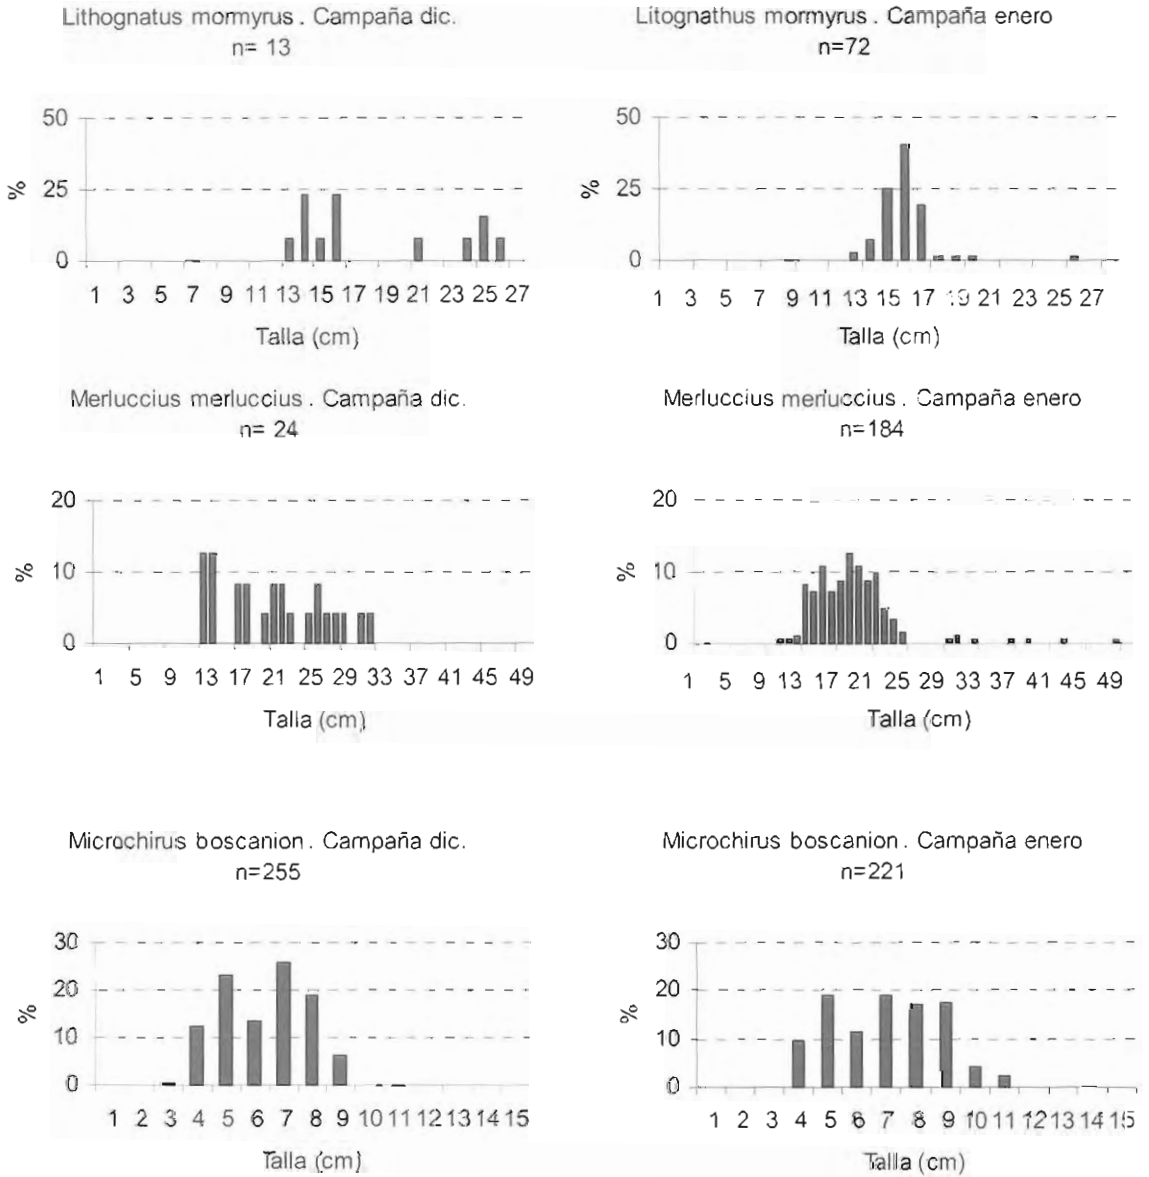 Lithognatus mormyrus . Campaña dic.
n= 13
50
25
0
%
1 3 5 7 9 11 13 15 17 19 21 23 25 27
Talla (cm)
Litognathus mormyrus . Campaña enero
n=72
50
25
0
%
1 3 5 7 9 11 13 15 17 19 21 23 25 27
Talla (cm)
Merluccius merluccius . Campaña dic.
n= 24
20
10
0
%
1 5 9 13 17 21 25 29 33 37 41 45 49
Talla (cm)
Merluccius merluccius . Campaña enero
n=184
20
10
0
%
1 5 9 13 17 21 25 29 33 37 41 45 49
Talla (cm)
Microchirus boscanion . Campaña dic.
n=255
30
20
10
0
%
1 2 3 4 5 6 7 8 9 10 11 12 13 14 15
Talla (cm)
Microchirus boscanion . Campaña enero
n=221
30
20
10
0
%
1 2 3 4 5 6 7 8 9 10 11 12 13 14 15
Talla (cm)